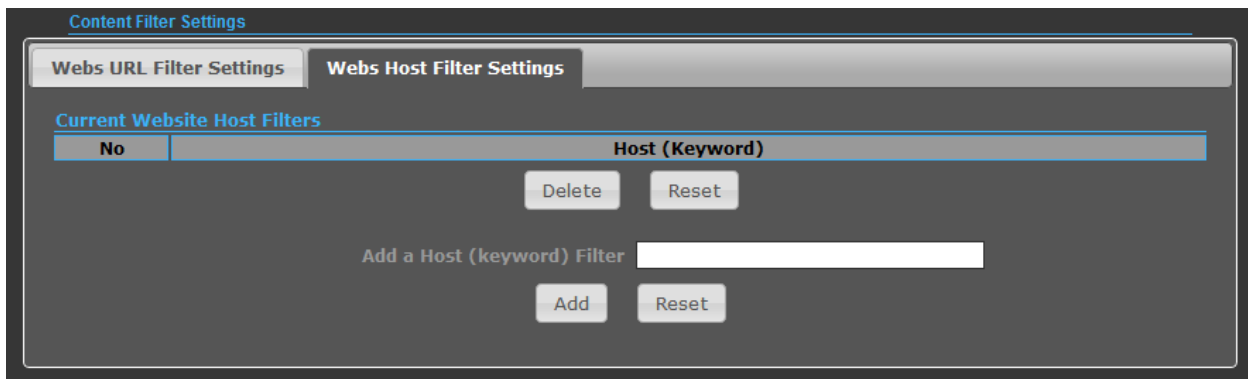 Content Filter Settings
Webs URL Filter Settings Webs Host Filter Settings
Current Website Host Filters
No Host (Keyword)
Delete Reset
Add a Host (keyword) Filter
Add Reset